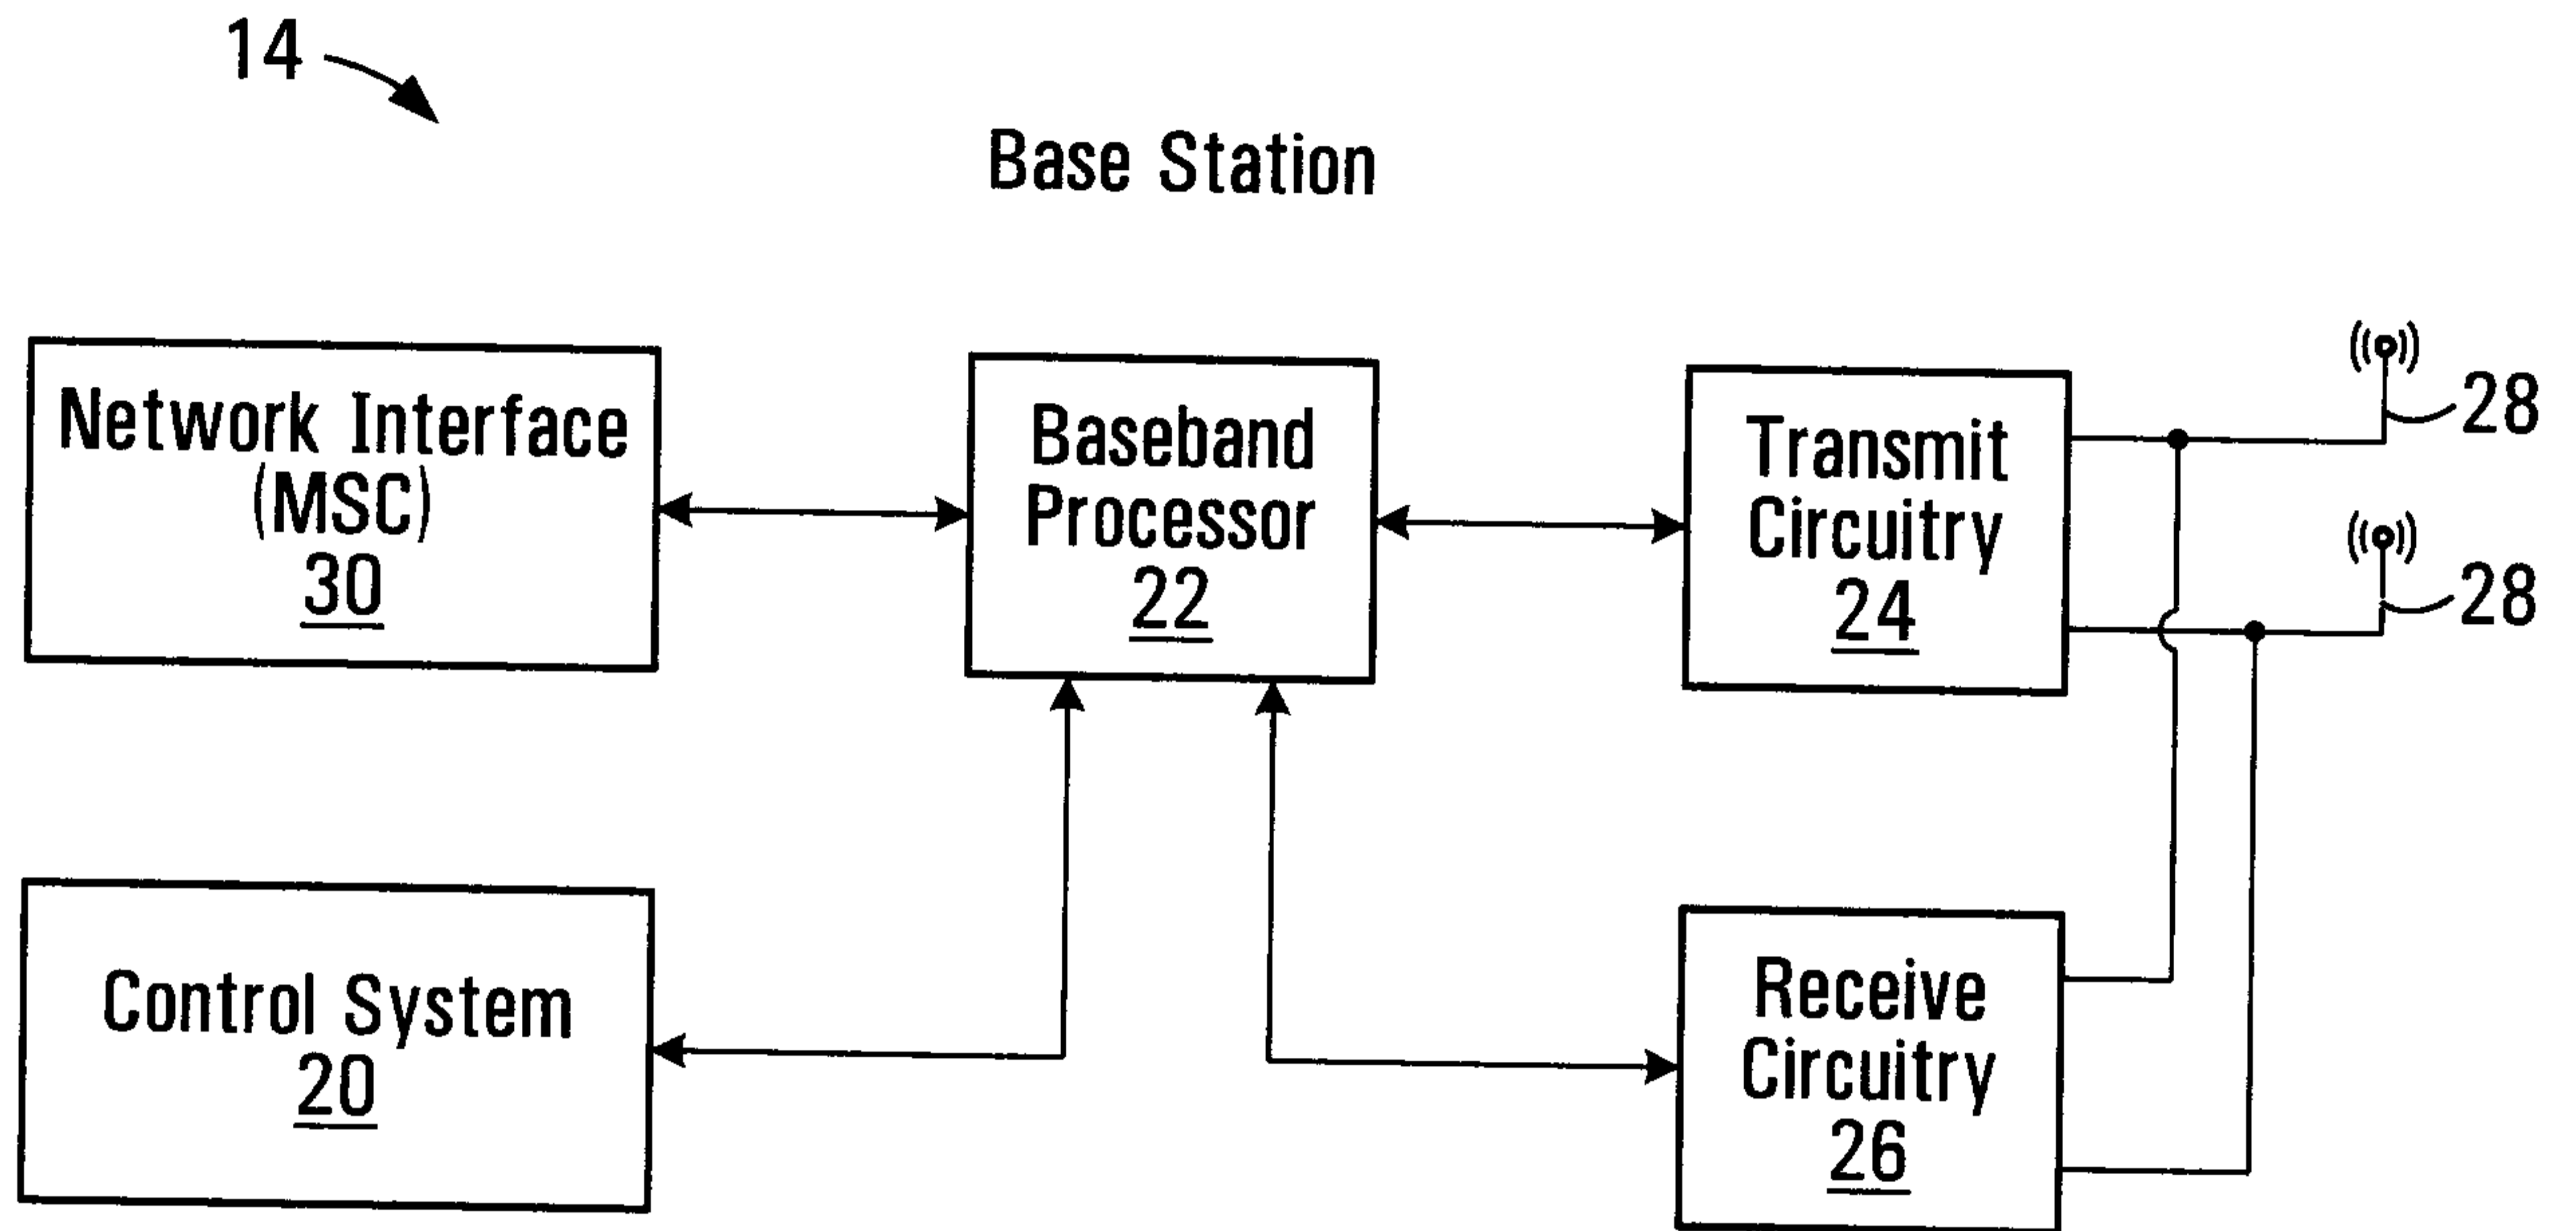 14
Base Station
Network Interface
(MSC)
30
Baseband
Processor
22
Transmit
Circuitry
24
28
28
Control System
20
Receive
Circuitry
26